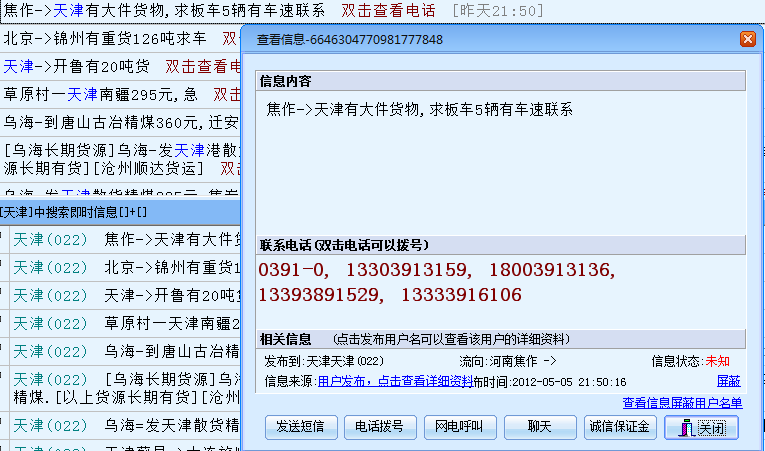 焦作->天津有大件货物,求板车5辆有车速联系 双击查看电话 [昨天21:50]
北京->锦州有重货126吨求车 双
天津->开鲁有20吨货 双击查看电
草原村一天津南疆295元,急 双击
乌海-到唐山古冶精煤360元,迁安
[乌海长期货源]乌海-发天津港散
源长期有货][沧州顺达货运] 双击
[天津]中搜索即时信息[]+[]
天津(022) 焦作->天津有大件货
天津(022) 北京->锦州有重货1
天津(022) 天津->开鲁有20吨
天津(022) 草原村一天津南疆2
天津(022) 乌海-到唐山古冶精
天津(022) [乌海长期货源]乌海
精煤.[以上货源长期有货][沧州
天津(022) 乌海=发天津散货精
查看信息-6646304770981777848
信息内容
焦作->天津有大件货物,求板车5辆有车速联系
联系电话(双击电话可以拨号)
0391-0, 13303913159, 18003913136,
13393891529, 13333916106
相关信息 (点击发布用户名可以查看该用户的详细资料)
发布到:天津天津(022) 流向:河南焦作 -> 信息状态:未知
信息来源:用户发布,点击查看详细资料布时间:2012-05-05 21:50:16 屏蔽
查看信息屏蔽用户名单
发送短信 电话拨号 网电呼叫 聊天 诚信保证金 关闭